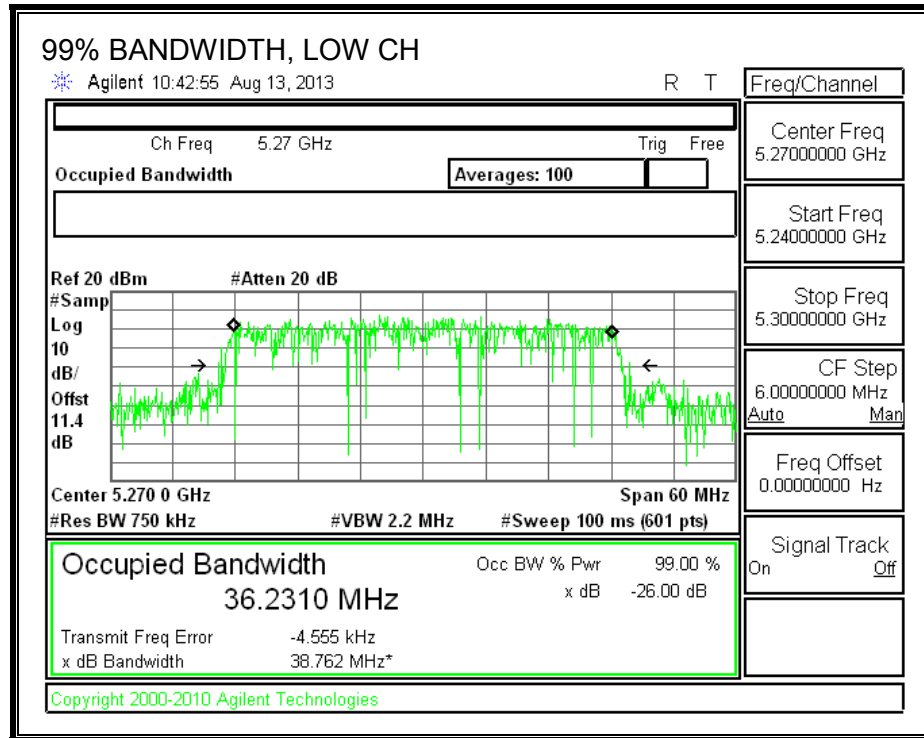 99% BANDWIDTH, LOW CH
Agilent 10:42:55 Aug 13, 2013 R T
Freq/Channel
Ch Freq 5.27 GHz Trig Free
Occupied Bandwidth Averages: 100
Center Freq
5.27000000 GHz
Start Freq
5.24000000 GHz
Stop Freq
5.30000000 GHz
CF Step
6.00000000 MHz
Auto Man
Freq Offset
0.00000000 Hz
Signal Track
On Off
Ref 20 dBm #Atten 20 dB
#Samp
Log
10
dB/
Offst
11.4
dB
Center 5.270 0 GHz Span 60 MHz
#Res BW 750 kHz #VBW 2.2 MHz #Sweep 100 ms (601 pts)
Occupied Bandwidth Occ BW % Pwr 99.00 %
36.2310 MHz x dB -26.00 dB
Transmit Freq Error -4.555 kHz
x dB Bandwidth 38.762 MHz*
Copyright 2000-2010 Agilent Technologies